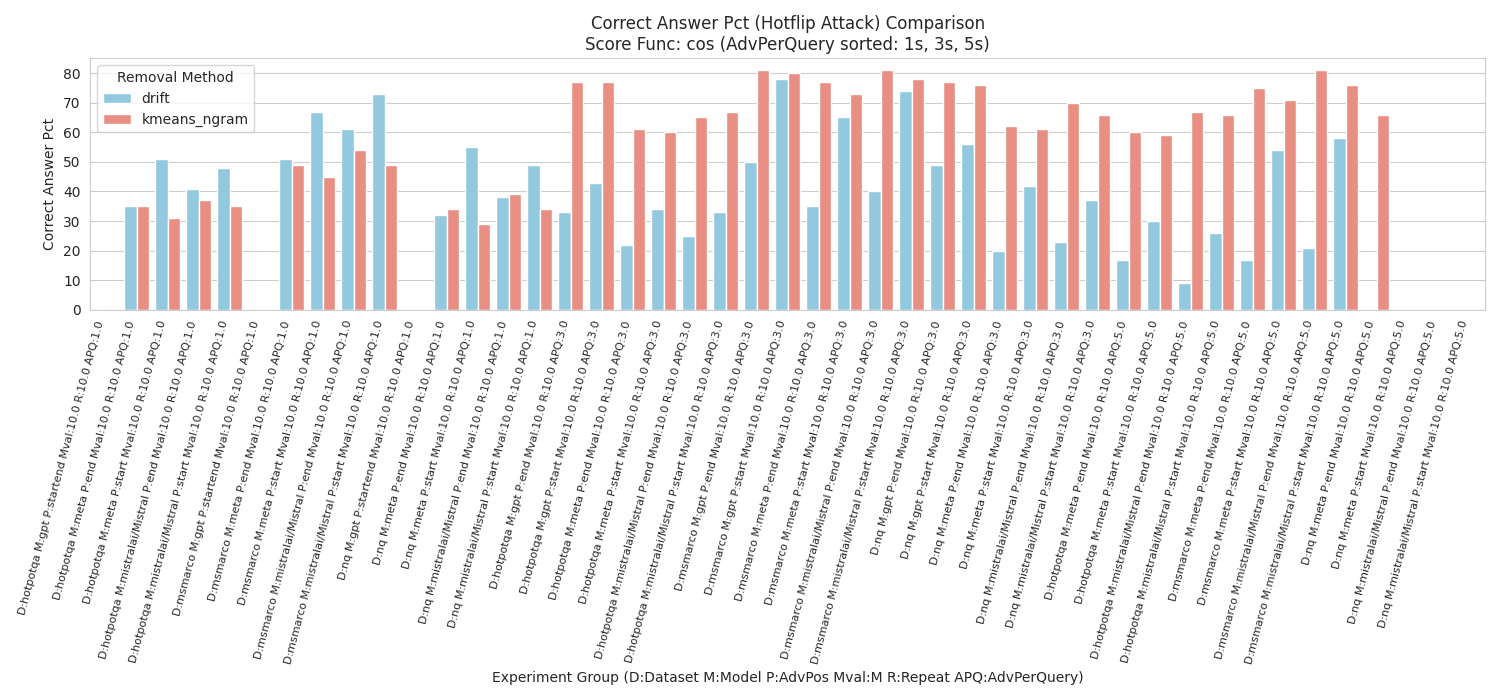 Correct Answer Pct (Hotflip Attack) Comparison
Score Func: cos (AdvPerQuery sorted: 1s, 3s, 5s)
Removal Method
drift
kmeans_ngram
Correct Answer Pct
80
70
60
50
40
30
20
10
0
D:hotpotqa M:gpt P:startend Mval:10.0 R:10.0 APQ:1.0
D:hotpotqa M:meta P:end Mval:10.0 R:10.0 APQ:1.0
D:hotpotqa M:meta P:start Mval:10.0 R:10.0 APQ:1.0
D:hotpotqa M:mistralai/Mistral P:end Mval:10.0 R:10.0 APQ:1.0
D:hotpotqa M:mistralai/Mistral P:start Mval:10.0 R:10.0 APQ:1.0
D:msmarco M:gpt P:startend Mval:10.0 R:10.0 APQ:1.0
D:msmarco M:meta P:end Mval:10.0 R:10.0 APQ:1.0
D:msmarco M:meta P:start Mval:10.0 R:10.0 APQ:1.0
D:msmarco M:mistralai/Mistral P:end Mval:10.0 R:10.0 APQ:1.0
D:msmarco M:mistralai/Mistral P:start Mval:10.0 R:10.0 APQ:1.0
D:nq M:gpt P:startend Mval:10.0 R:10.0 APQ:1.0
D:nq M:meta P:end Mval:10.0 R:10.0 APQ:1.0
D:nq M:meta P:start Mval:10.0 R:10.0 APQ:1.0
D:nq M:mistralai/Mistral P:end Mval:10.0 R:10.0 APQ:1.0
D:nq M:mistralai/Mistral P:start Mval:10.0 R:10.0 APQ:1.0
D:hotpotqa M:gpt P:end Mval:10.0 R:10.0 APQ:3.0
D:hotpotqa M:gpt P:start Mval:10.0 R:10.0 APQ:3.0
D:hotpotqa M:meta P:end Mval:10.0 R:10.0 APQ:3.0
D:hotpotqa M:meta P:start Mval:10.0 R:10.0 APQ:3.0
D:hotpotqa M:mistralai/Mistral P:end Mval:10.0 R:10.0 APQ:3.0
D:hotpotqa M:mistralai/Mistral P:start Mval:10.0 R:10.0 APQ:3.0
D:msmarco M:gpt P:end Mval:10.0 R:10.0 APQ:3.0
D:msmarco M:gpt P:start Mval:10.0 R:10.0 APQ:3.0
D:msmarco M:meta P:end Mval:10.0 R:10.0 APQ:3.0
D:msmarco M:meta P:start Mval:10.0 R:10.0 APQ:3.0
D:msmarco M:mistralai/Mistral P:end Mval:10.0 R:10.0 APQ:3.0
D:msmarco M:mistralai/Mistral P:start Mval:10.0 R:10.0 APQ:3.0
D:nq M:gpt P:end Mval:10.0 R:10.0 APQ:3.0
D:nq M:gpt P:start Mval:10.0 R:10.0 APQ:3.0
D:nq M:meta P:end Mval:10.0 R:10.0 APQ:3.0
D:nq M:meta P:start Mval:10.0 R:10.0 APQ:3.0
D:nq M:mistralai/Mistral P:end Mval:10.0 R:10.0 APQ:3.0
D:nq M:mistralai/Mistral P:start Mval:10.0 R:10.0 APQ:3.0
D:hotpotqa M:meta P:end Mval:10.0 R:10.0 APQ:5.0
D:hotpotqa M:meta P:start Mval:10.0 R:10.0 APQ:5.0
D:hotpotqa M:mistralai/Mistral P:end Mval:10.0 R:10.0 APQ:5.0
D:hotpotqa M:mistralai/Mistral P:start Mval:10.0 R:10.0 APQ:5.0
D:msmarco M:meta P:end Mval:10.0 R:10.0 APQ:5.0
D:msmarco M:meta P:start Mval:10.0 R:10.0 APQ:5.0
D:msmarco M:mistralai/Mistral P:end Mval:10.0 R:10.0 APQ:5.0
D:msmarco M:mistralai/Mistral P:start Mval:10.0 R:10.0 APQ:5.0
D:nq M:meta P:end Mval:10.0 R:10.0 APQ:5.0
D:nq M:meta P:start Mval:10.0 R:10.0 APQ:5.0
D:nq M:mistralai/Mistral P:end Mval:10.0 R:10.0 APQ:5.0
D:nq M:mistralai/Mistral P:start Mval:10.0 R:10.0 APQ:5.0
Experiment Group (D:Dataset M:Model P:AdvPos Mval:M R:Repeat APQ:AdvPerQuery)